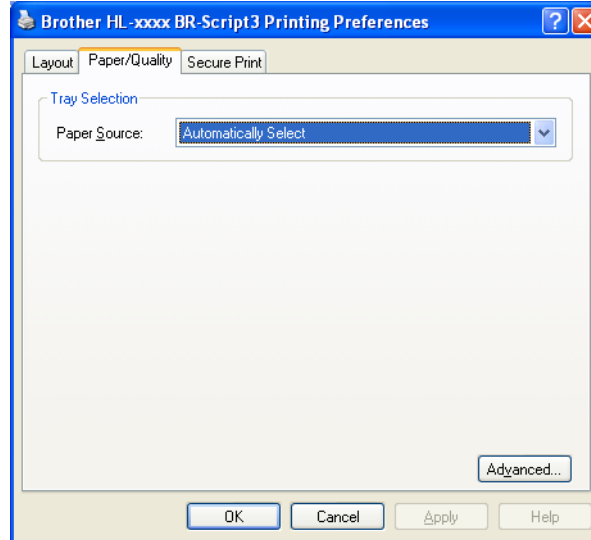 Brother HL-xxxx BR-Script3 Printing Preferences ?
Layout Paper/Quality Secure Print
Tray Selection
Paper Source: Automatically Select
Advanced...
OK Cancel Apply Help